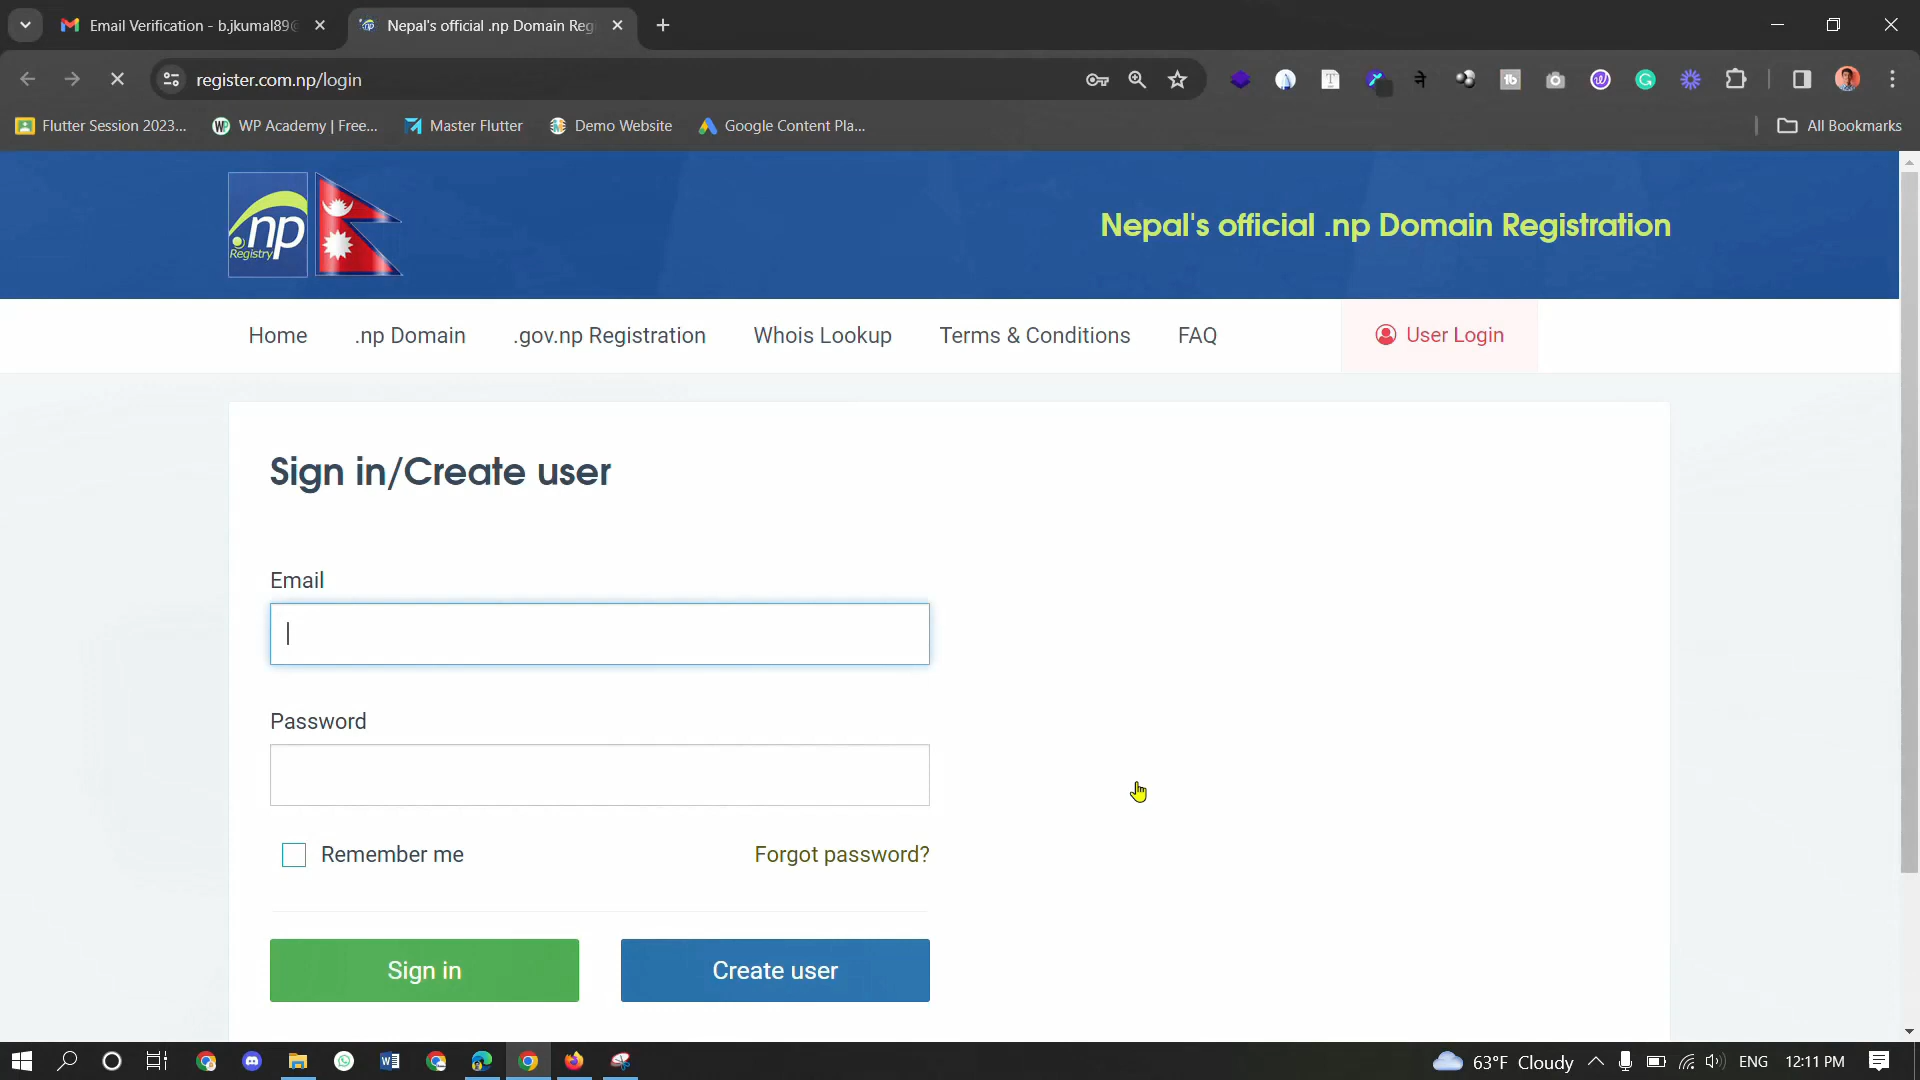 Email Verification - b.jkumal89@
Nepal's official .np Domain Reg
register.com.np/login
Flutter Session 2023...
WP Academy | Free...
Master Flutter
Demo Website
Google Content Pla...
All Bookmarks
.np
Registry
Nepal's official .np Domain Registration
Home
.np Domain
.gov.np Registration
Whois Lookup
Terms & Conditions
FAQ
User Login
Sign in/Create user
Email
Password
Remember me
Forgot password?
Sign in
Create user
63°F Cloudy
ENG
12:11 PM